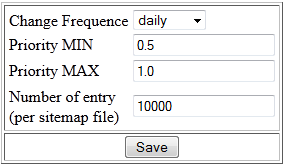 Change Frequence daily
Priority MIN 0.5
Priority MAX 1.0
Number of entry
(per sitemap file) 10000
Save